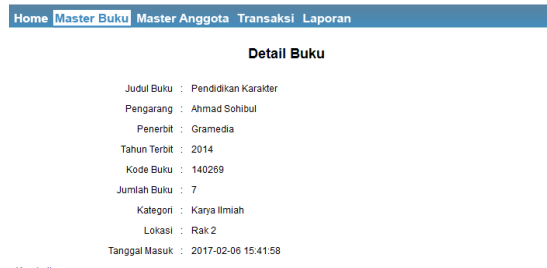 Home Master Buku Master Anggota Transaksi Laporan
Detail Buku
Judul Buku : Pendidikan Karakter
Pengarang : Ahmad Sohibul
Penerbit : Gramedia
Tahun Terbit : 2014
Kode Buku : 140269
Jumlah Buku : 7
Kategori : Karya Ilmiah
Lokasi : Rak 2
Tanggal Masuk : 2017-02-06 15:41:58